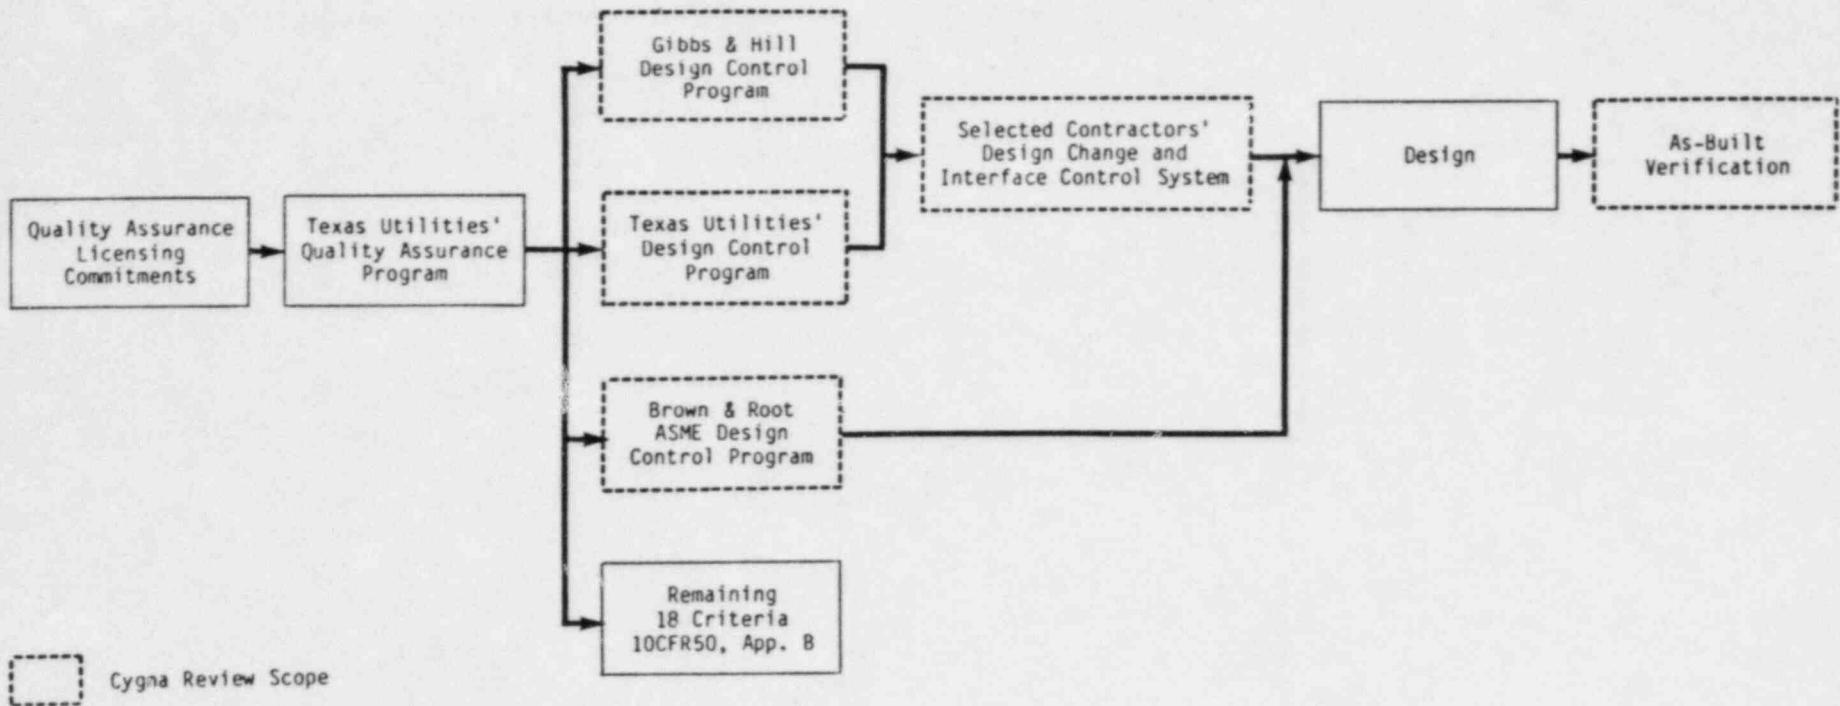 Gibbs & Hill
Design Control
Program
Selected Contractors'
Design Change and
Interface Control System
Design
As-Built
Verification
Quality Assurance
Licensing
Commitments
Texas Utilities'
Quality Assurance
Program
Texas Utilities'
Design Control
Program
Brown & Root
ASME Design
Control Program
Remaining
18 Criteria
10CFR50, App. B
Cygna Review Scope